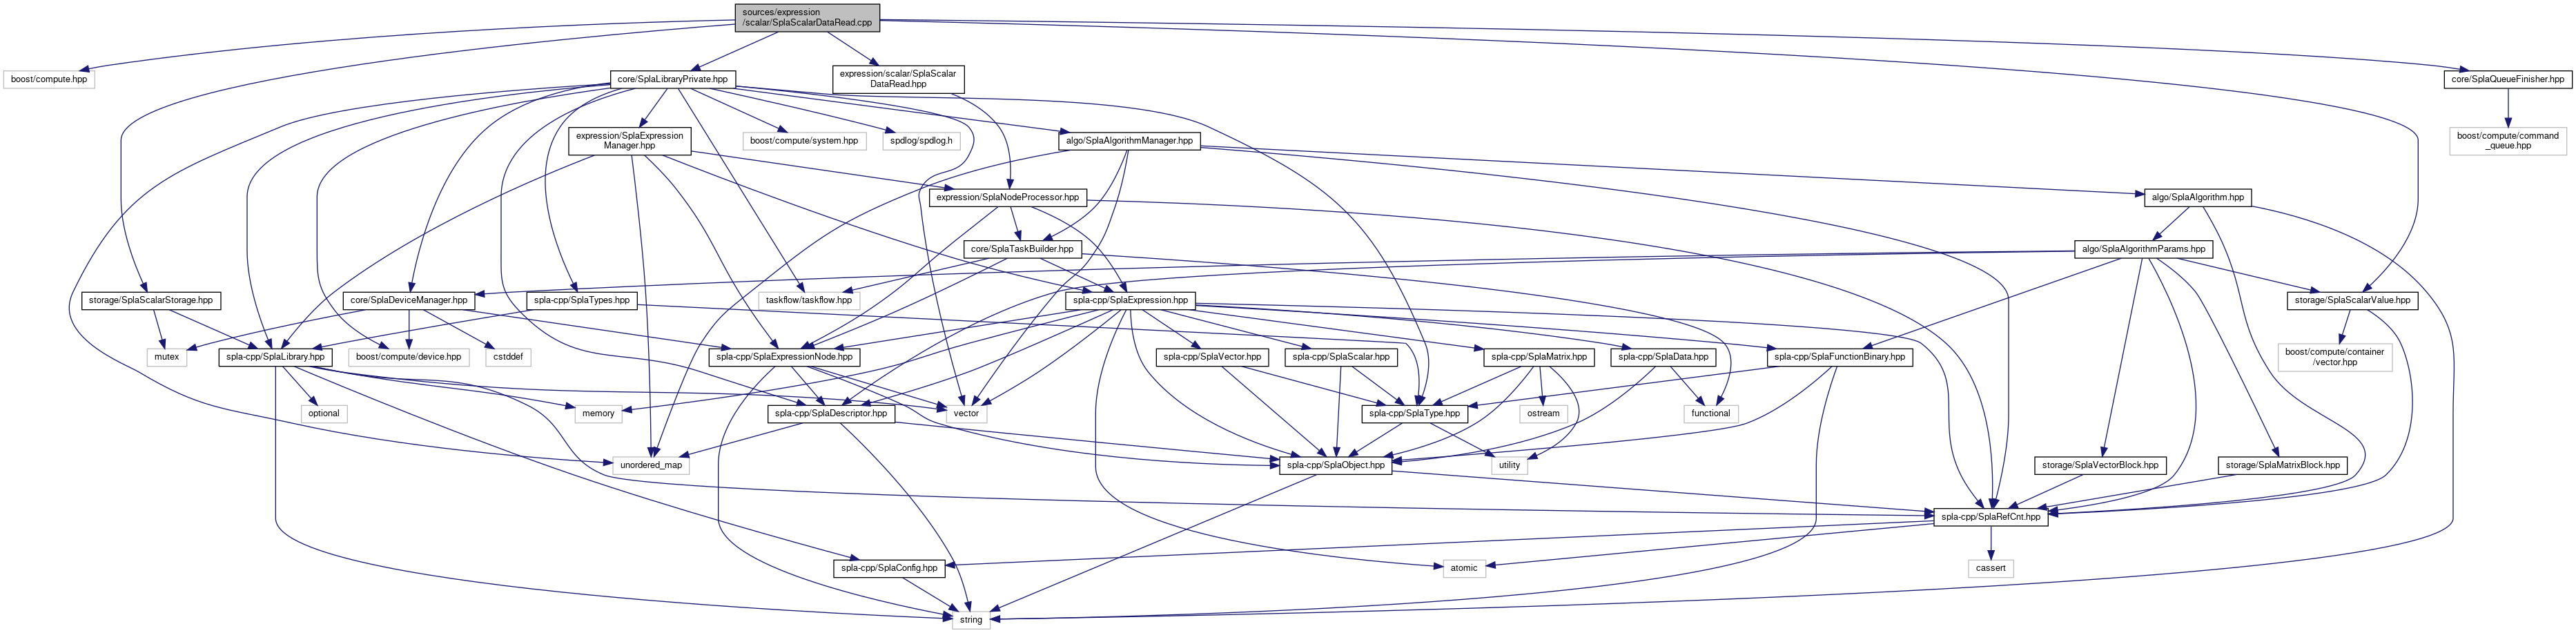 sources/expression
/scalar/SplaScalarDataRead.cpp
boost/compute.hpp
core/SplaLibraryPrivate.hpp
expression/scalar/SplaScalar
DataRead.hpp
core/SplaQueueFinisher.hpp
expression/SplaExpression
Manager.hpp
boost/compute/system.hpp
spdlog/spdlog.h
algo/SplaAlgorithmManager.hpp
boost/compute/command
_queue.hpp
expression/SplaNodeProcessor.hpp
algo/SplaAlgorithm.hpp
core/SplaTaskBuilder.hpp
algo/SplaAlgorithmParams.hpp
storage/SplaScalarStorage.hpp
core/SplaDeviceManager.hpp
spla-cpp/SplaTypes.hpp
taskflow/taskflow.hpp
spla-cpp/SplaExpression.hpp
storage/SplaScalarValue.hpp
mutex
spla-cpp/SplaLibrary.hpp
boost/compute/device.hpp
cstddef
spla-cpp/SplaExpressionNode.hpp
spla-cpp/SplaVector.hpp
spla-cpp/SplaScalar.hpp
spla-cpp/SplaMatrix.hpp
spla-cpp/SplaData.hpp
spla-cpp/SplaFunctionBinary.hpp
boost/compute/container
/vector.hpp
optional
memory
spla-cpp/SplaDescriptor.hpp
vector
spla-cpp/SplaType.hpp
ostream
functional
unordered_map
spla-cpp/SplaObject.hpp
utility
storage/SplaVectorBlock.hpp
storage/SplaMatrixBlock.hpp
spla-cpp/SplaRefCnt.hpp
spla-cpp/SplaConfig.hpp
atomic
cassert
string